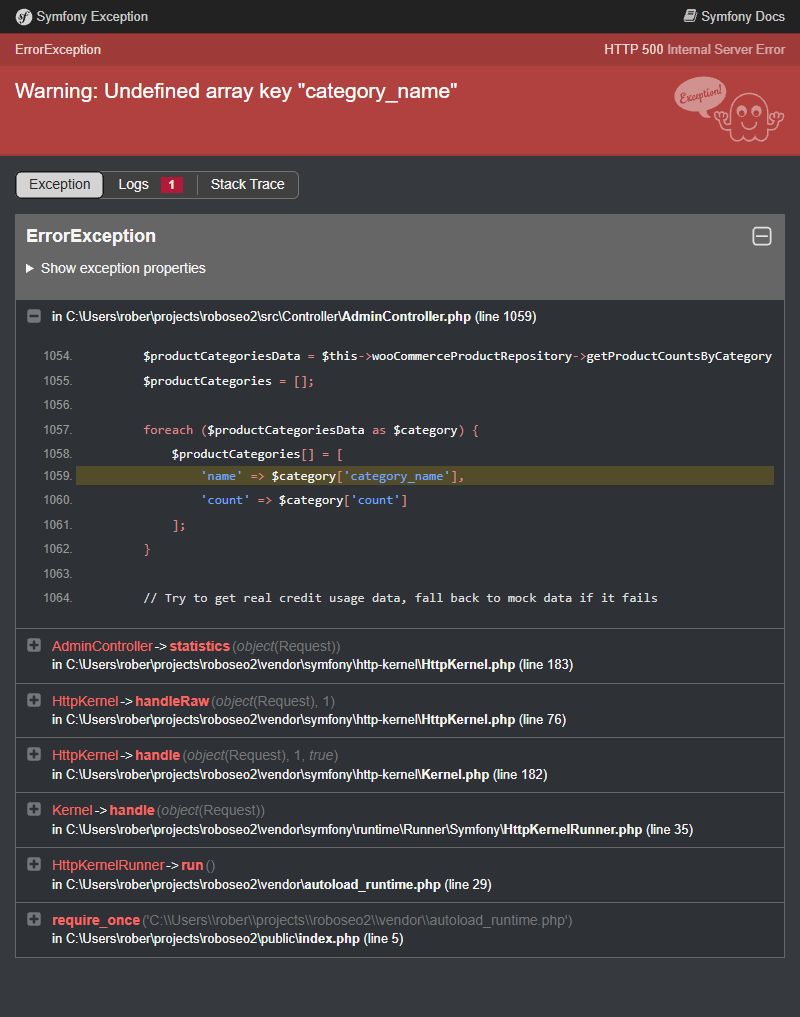 sf Symfony Exception
Symfony Docs
ErrorException
HTTP 500 Internal Server Error
Warning: Undefined array key "category_name"
Exception!
Exception
Logs 1
Stack Trace
ErrorException
Show exception properties
in C:\Users\rober\projects\roboseo2\src\Controller\AdminController.php (line 1059)
1054. $productCategoriesData = $this->wooCommerceProductRepository->getProductCountsByCategory
1055. $productCategories = [];
1056.
1057. foreach ($productCategoriesData as $category) {
1058. $productCategories[] = [
1059. 'name' => $category['category_name'],
1060. 'count' => $category['count']
1061. ];
1062. }
1063.
1064. // Try to get real credit usage data, fall back to mock data if it fails
AdminController->statistics(object(Request))
in C:\Users\rober\projects\roboseo2\vendor\symfony\http-kernel\HttpKernel.php (line 183)
HttpKernel->handleRaw(object(Request), 1)
in C:\Users\rober\projects\roboseo2\vendor\symfony\http-kernel\HttpKernel.php (line 76)
HttpKernel->handle(object(Request), 1, true)
in C:\Users\rober\projects\roboseo2\vendor\symfony\http-kernel\Kernel.php (line 182)
Kernel->handle(object(Request))
in C:\Users\rober\projects\roboseo2\vendor\symfony\runtime\Runner\Symfony\HttpKernelRunner.php (line 35)
HttpKernelRunner->run()
in C:\Users\rober\projects\roboseo2\vendor\autoload_runtime.php (line 29)
require_once('C:\\Users\\rober\\projects\\roboseo2\\vendor\\autoload_runtime.php')
in C:\Users\rober\projects\roboseo2\public\index.php (line 5)